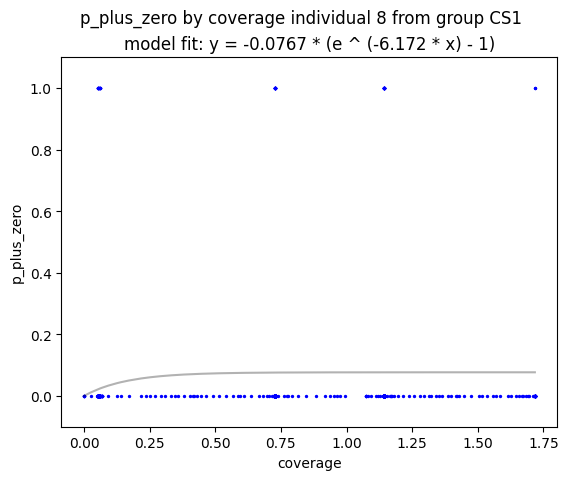 p_plus_zero by coverage individual 8 from group CS1
model fit: y = -0.0767 * (e ^ (-6.172 * x) - 1)
1.0
0.8
0.6
0.4
0.2
0.0
p_plus_zero
0.00 0.25 0.50 0.75 1.00 1.25 1.50 1.75
coverage